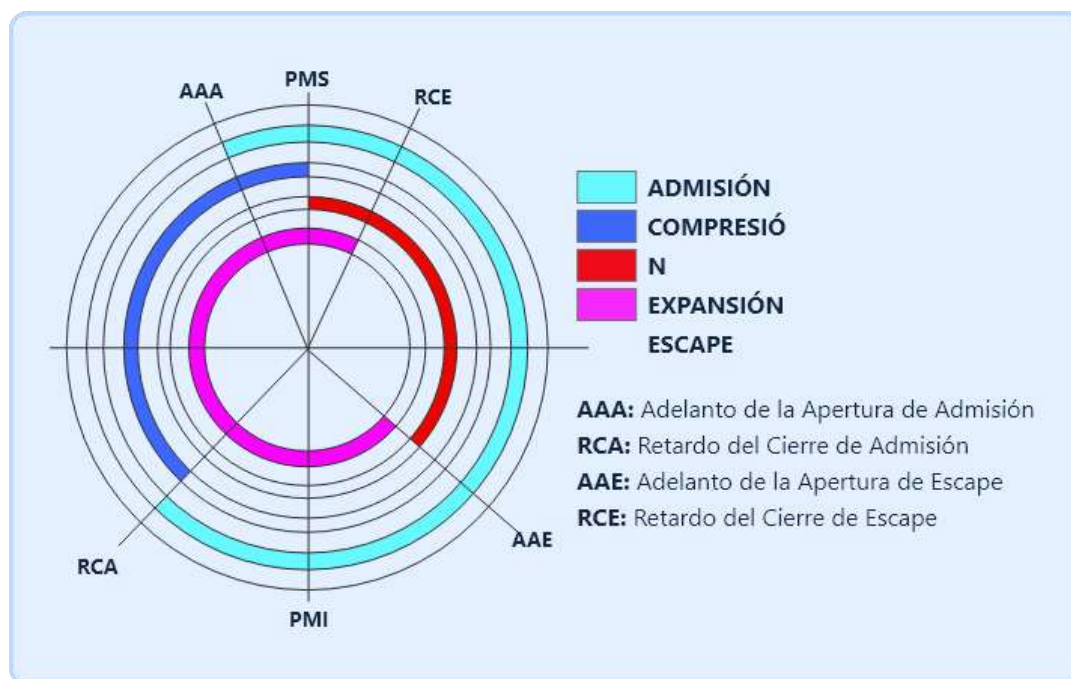 PMS
AAA
RCE
ADMISIÓN
COMPRESIÓ
N
EXPANSIÓN
ESCAPE
AAA: Adelanto de la Apertura de Admisión
RCA: Retardo del Cierre de Admisión
AAE: Adelanto de la Apertura de Escape
RCE: Retardo del Cierre de Escape
AAE
RCA
PMI